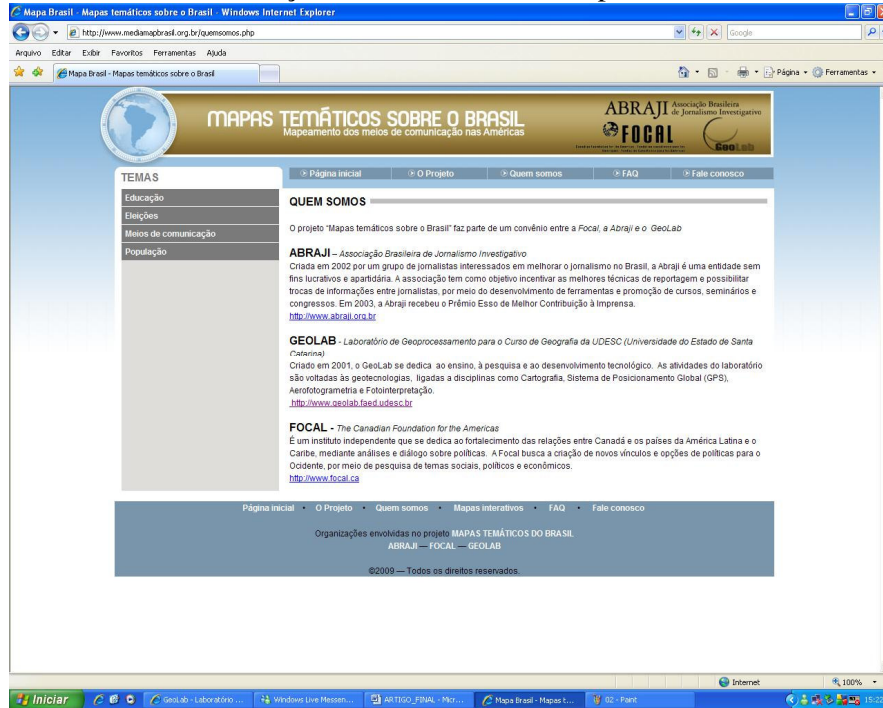 Mapa Brasil - Mapas temáticos sobre o Brasil - Windows Internet Explorer
http://www.mediamapbrasil.org.br/quemsomos.php
Google
Arquivo Editar Exibir Favoritos Ferramentas Ajuda
Mapa Brasil - Mapas temáticos sobre o Brasil
Página Ferramentas
MAPAS TEMÁTICOS SOBRE O BRASIL
Mapeamento dos meios de comunicação nas Américas
ABRAJI Associação Brasileira de Jornalismo Investigativo
FOCAL
GeoLab
TEMAS
Página inicial O Projeto Quem somos FAQ Fale conosco
Educação
Eleições
Meios de comunicação
População
QUEM SOMOS
O projeto "Mapas temáticos sobre o Brasil" faz parte de um convênio entre a Focal, a Abraji e o GeoLab
ABRAJI – Associação Brasileira de Jornalismo Investigativo
Criada em 2002 por um grupo de jornalistas interessados em melhorar o jornalismo no Brasil, a Abraji é uma entidade sem
fins lucrativos e apartidária. A associação tem como objetivo incentivar as melhores técnicas de reportagem e possibilitar
trocas de informações entre jornalistas, por meio do desenvolvimento de ferramentas e promoção de cursos, seminários e
congressos. Em 2003, a Abraji recebeu o Prêmio Esso de Melhor Contribuição à Imprensa.
http://www.abraji.org.br
GEOLAB - Laboratório de Geoprocessamento para o Curso de Geografia da UDESC (Universidade do Estado de Santa
Catarina)
Criado em 2001, o GeoLab se dedica ao ensino, à pesquisa e ao desenvolvimento tecnológico. As atividades do laboratório
são voltadas às geotecnologias, ligadas a disciplinas como Cartografia, Sistema de Posicionamento Global (GPS),
Aerofotogrametria e Fotointerpretação.
http://www.geolab.faed.udesc.br
FOCAL - The Canadian Foundation for the Americas
É um instituto independente que se dedica ao fortalecimento das relações entre Canadá e os países da América Latina e o
Caribe, mediante análises e diálogo sobre políticas. A Focal busca a criação de novos vínculos e opções de políticas para o
Ocidente, por meio de pesquisa de temas sociais, políticos e econômicos.
http://www.focal.ca
Página inicial • O Projeto • Quem somos • Mapas interativos • FAQ • Fale conosco
Organizações envolvidas no projeto MAPAS TEMÁTICOS DO BRASIL
ABRAJI — FOCAL — GEOLAB
©2009 — Todos os direitos reservados.
Internet 100%
Iniciar GeoLab - Laboratório ... Windows Live Messen... ARTIGO_FINAL - Micr... Mapa Brasil - Mapas t... 02 - Paint 15:22